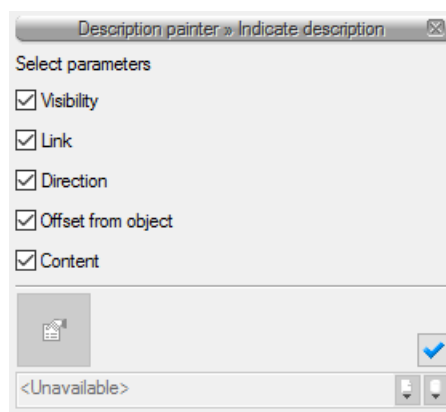 Description painter » Indicate description
Select parameters
Visibility
Link
Direction
Offset from object
Content
<Unavailable>